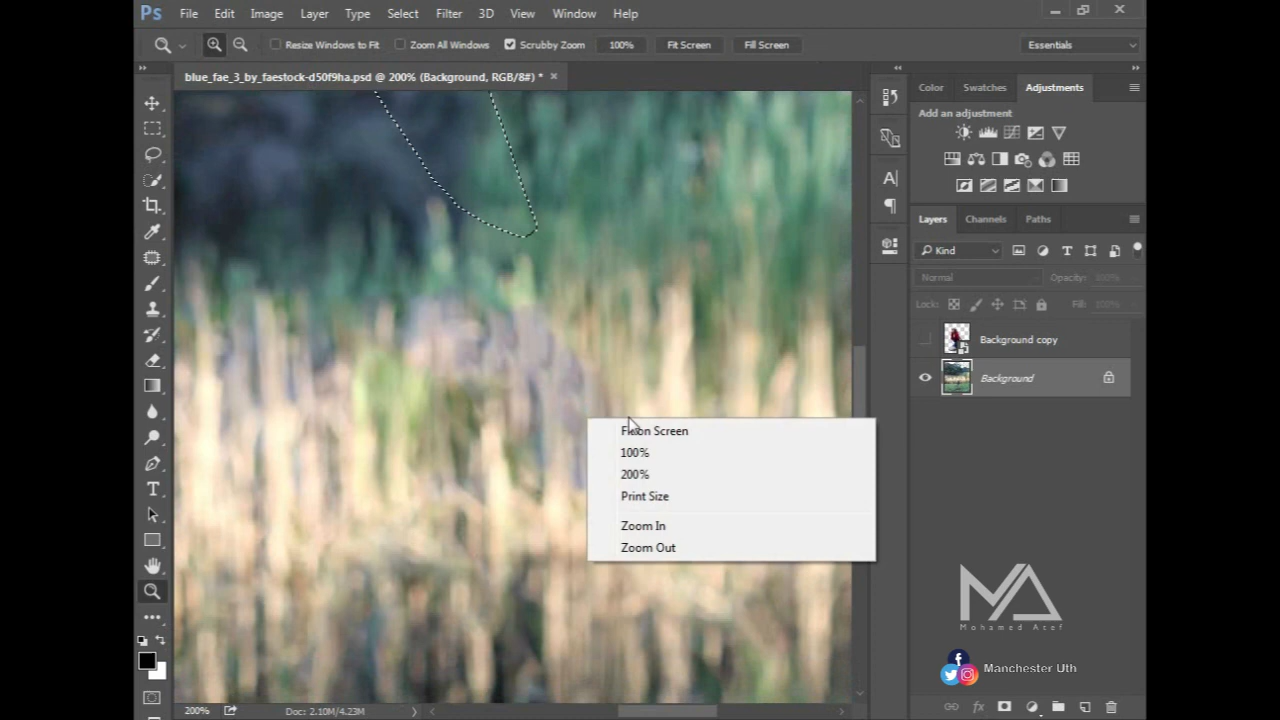 Ps File Edit Image Layer Type Select Filter 3D View Window Help
Resize Windows to Fit Zoom All Windows Scrubby Zoom 100% Fit Screen Fill Screen Essentials
blue_fae_3_by_faestock-d50f9ha.psd @ 200% (Background, RGB/8#) *
Color Swatches Adjustments
Add an adjustment
Layers Channels Paths
Kind
Normal Opacity: 100%
Lock: Fill: 100%
Background copy
Background
Fit on Screen
100%
200%
Print Size
Zoom In
Zoom Out
MA
Mohamed Atef
Manchester Uth
200% Doc: 2.10M/4.23M